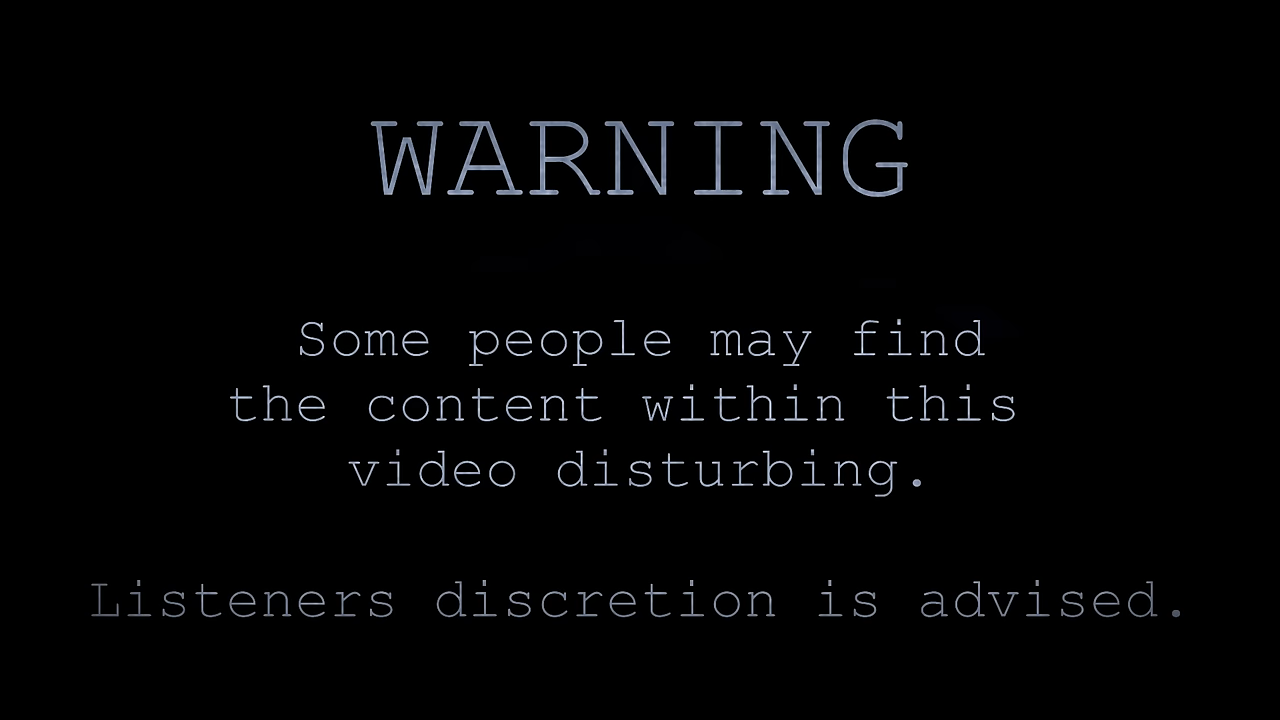 WARNING
Some people may find
the content within this
video disturbing.
Listeners discretion is advised.